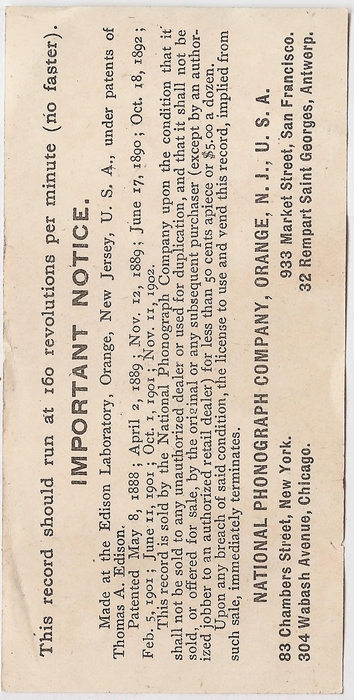 This record should run at 160 revolutions per minute (no faster).
IMPORTANT NOTICE.
Made at the Edison Laboratory, Orange, New Jersey, U. S. A., under patents of
Thomas A. Edison.
Patented May 8, 1888; April 2, 1889; Nov. 12, 1889; June 17, 1890; Oct. 18, 1892;
Feb. 5, 1901; June 11, 1901; Oct. 1, 1901; Nov. 11, 1902.
This record is sold by the National Phonograph Company upon the condition that it
shall not be sold to any unauthorized dealer or used for duplication, and that it shall not be
sold, or offered for sale, by the original or any subsequent purchaser (except by an author-
ized jobber to an authorized retail dealer) for less than 50 cents apiece or $5.00 a dozen.
Upon any breach of said condition, the license to use and vend this record, implied from
such sale, immediately terminates.
NATIONAL PHONOGRAPH COMPANY, ORANGE, N. J., U. S. A.
83 Chambers Street, New York. 933 Market Street, San Francisco.
304 Wabash Avenue, Chicago. 32 Rempart Saint Georges, Antwerp.